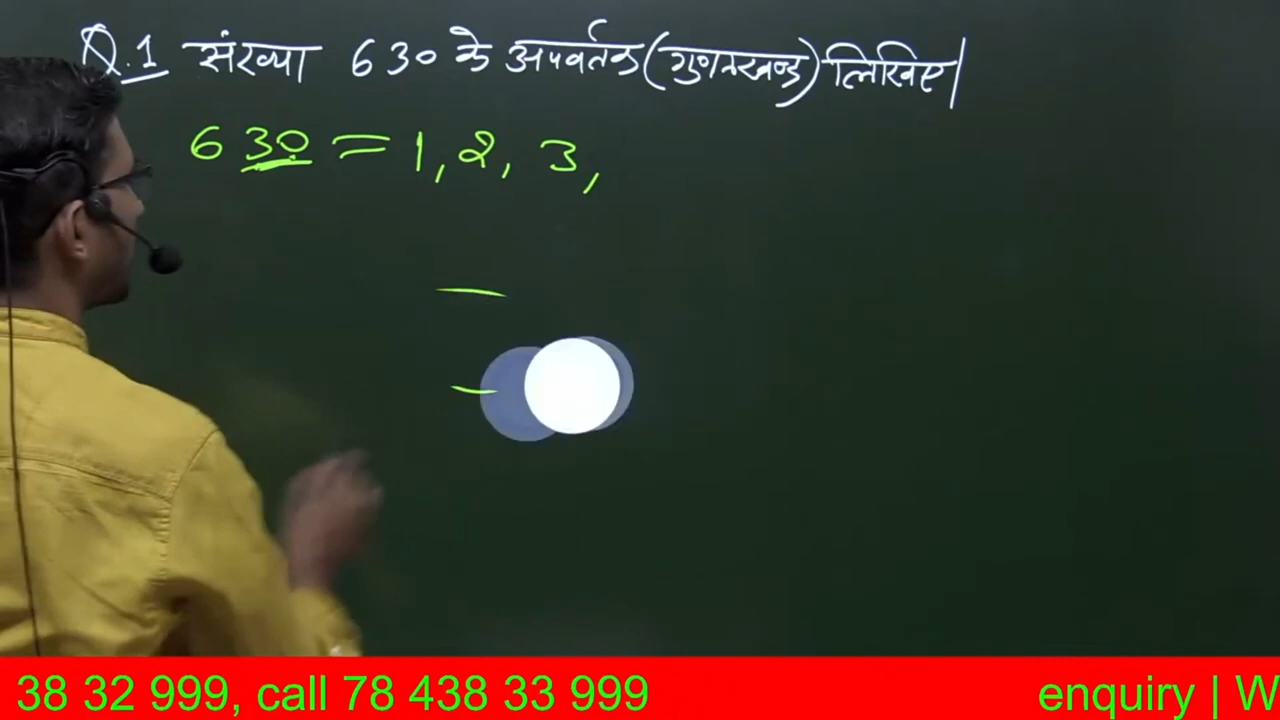 Q.1 संख्या 630 के अपवर्तक (गुणनखण्ड) लिखिए।
630 = 1, 2, 3,
38 32 999, call 78 438 33 999 enquiry | W